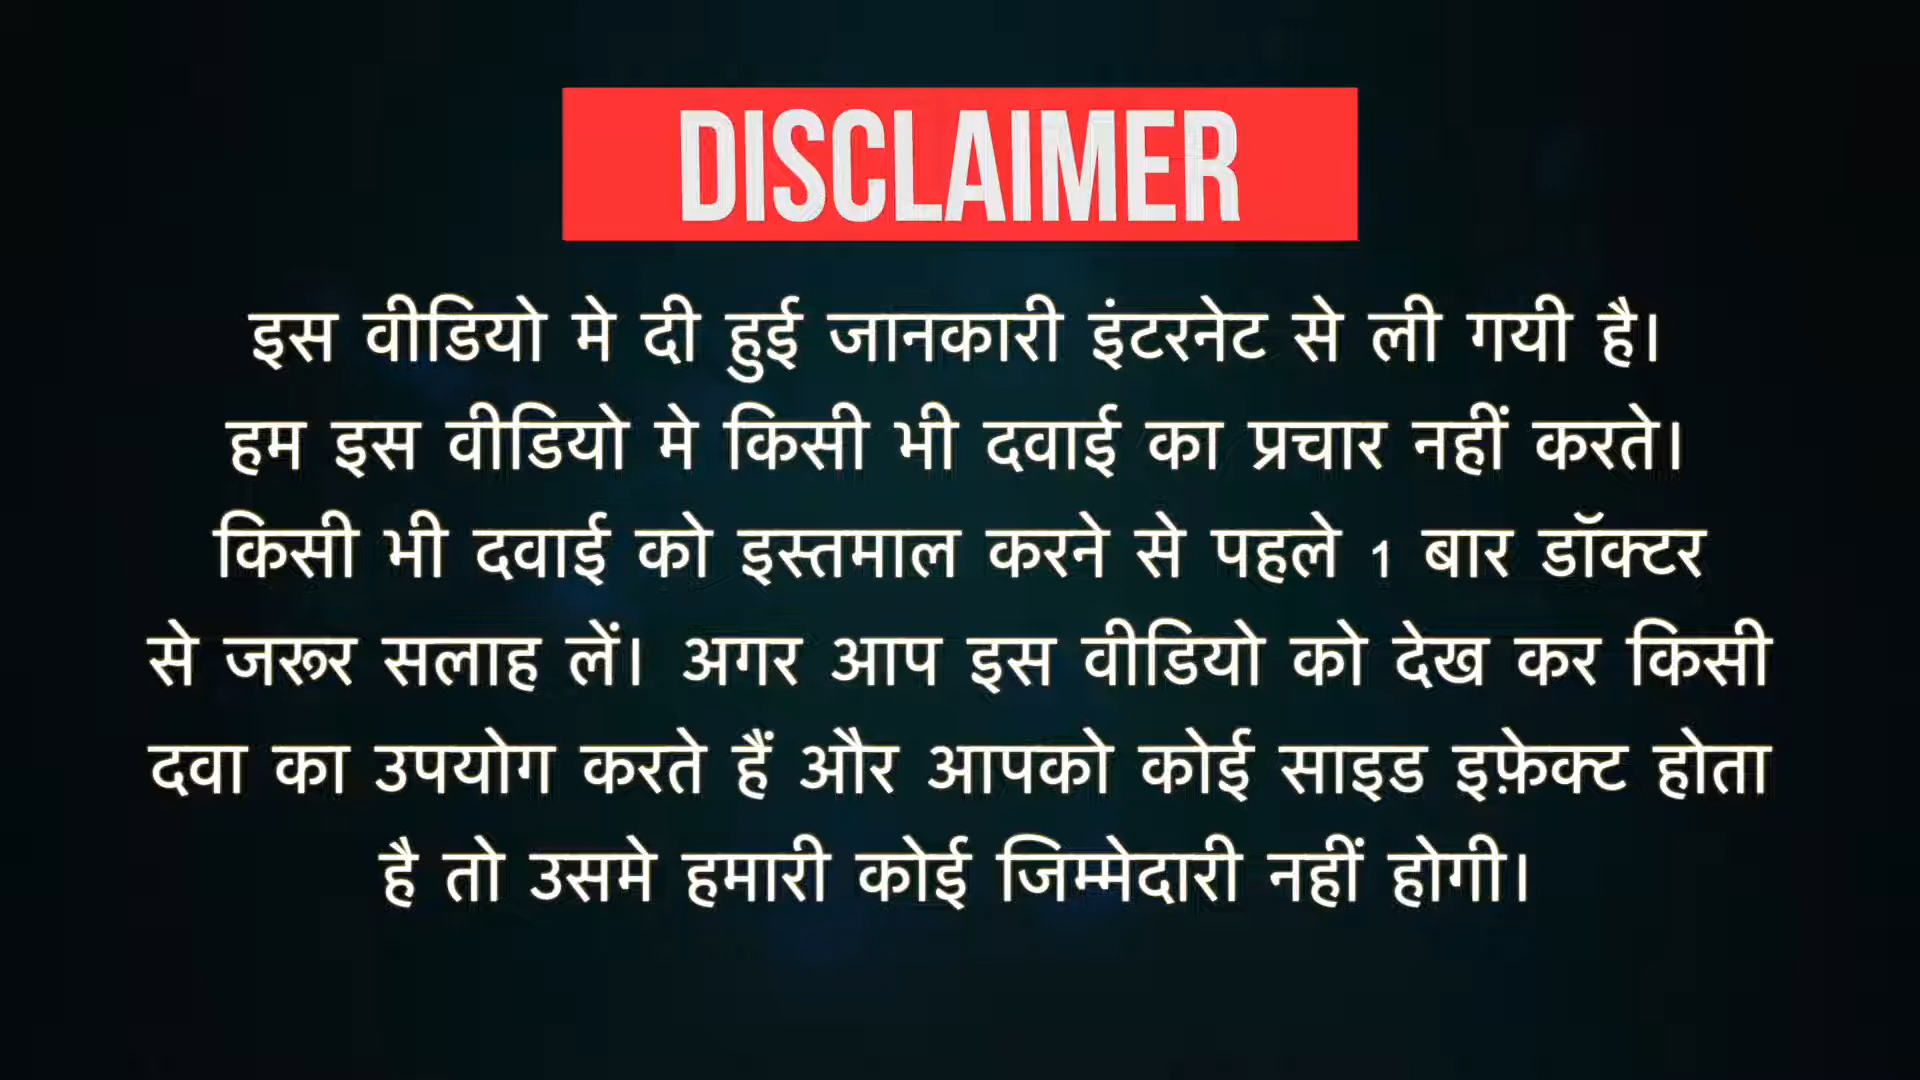 DISCLAIMER
इस वीडियो मे दी हुई जानकारी इंटरनेट से ली गयी है।
हम इस वीडियो मे किसी भी दवाई का प्रचार नहीं करते।
किसी भी दवाई को इस्तमाल करने से पहले 1 बार डॉक्टर
से जरूर सलाह लें। अगर आप इस वीडियो को देख कर किसी
दवा का उपयोग करते हैं और आपको कोई साइड इफ़ेक्ट होता
है तो उसमे हमारी कोई जिम्मेदारी नहीं होगी।